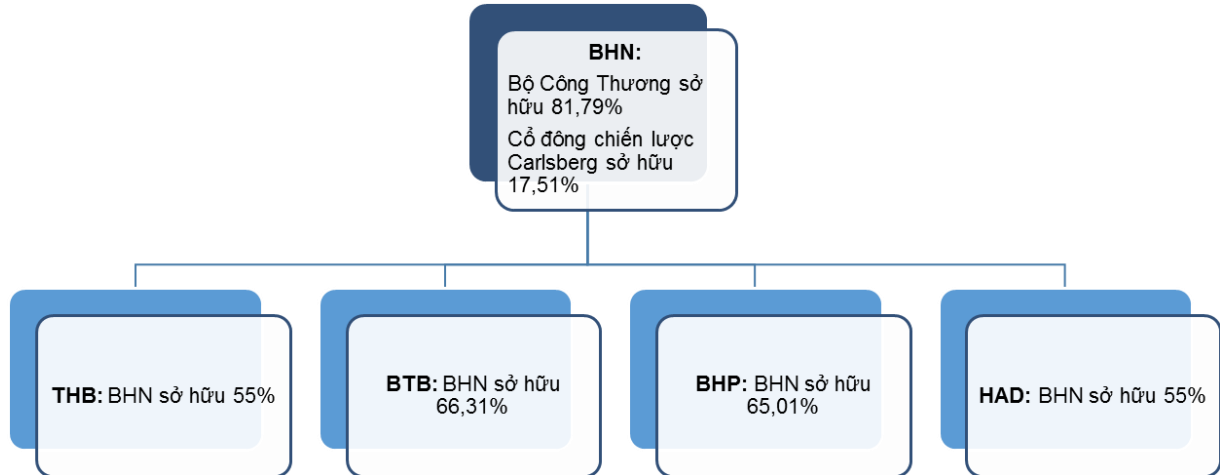 BHN:
Bộ Công Thương sở
hữu 81,79%
Cổ đông chiến lược
Carlsberg sở hữu
17,51%
THB: BHN sở hữu 55%
BTB: BHN sở hữu
66,31%
BHP: BHN sở hữu
65,01%
HAD: BHN sở hữu 55%